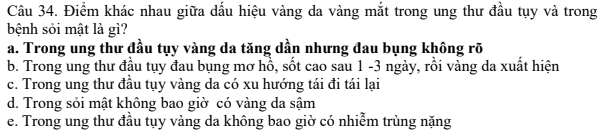 Câu 34. Điểm khác nhau giữa dấu hiệu vàng da vàng mắt trong ung thư đầu tụy và trong
bệnh sỏi mật là gì?
a. Trong ung thư đầu tụy vàng da tăng dần nhưng đau bụng không rõ
b. Trong ung thư đầu tụy đau bụng mơ hồ, sốt cao sau 1 -3 ngày, rồi vàng da xuất hiện
c. Trong ung thư đầu tụy vàng da có xu hướng tái đi tái lại
d. Trong sỏi mật không bao giờ có vàng da sậm
e. Trong ung thư đầu tụy vàng da không bao giờ có nhiễm trùng nặng